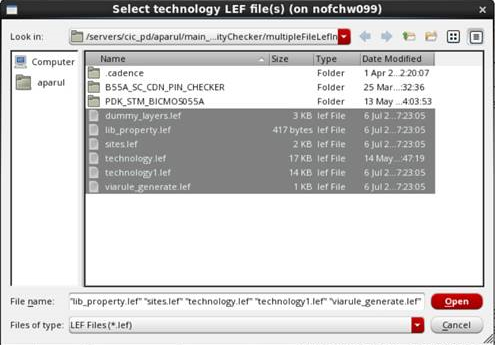 Select technology LEF file(s) (on nofchw099)
Look in: /servers/cic_pd/aparul/main_...ityChecker/multipleFileLefIn
Computer
aparul
Name Size Type Date Modified
.cadence Folder 1 Apr 2...2:20:07
B55A_SC_CDN_PIN_CHECKER Folder 25 Mar...:32:36
PDK_STM_BICMOS055A Folder 13 May ...4:03:53
dummy_layers.lef 3 KB lef File 6 Jul 2...7:23:05
lib_property.lef 417 bytes lef File 6 Jul 2...7:23:05
sites.lef 2 KB lef File 6 Jul 2...7:23:05
technology.lef 17 KB lef File 14 May...:47:19
technology1.lef 14 KB lef File 6 Jul 2...7:23:05
viarule_generate.lef 1 KB lef File 6 Jul 2...7:23:05
File name: "lib_property.lef" "sites.lef" "technology.lef" "technology1.lef" "viarule_generate.lef" Open
Files of type: LEF Files (*.lef) Cancel